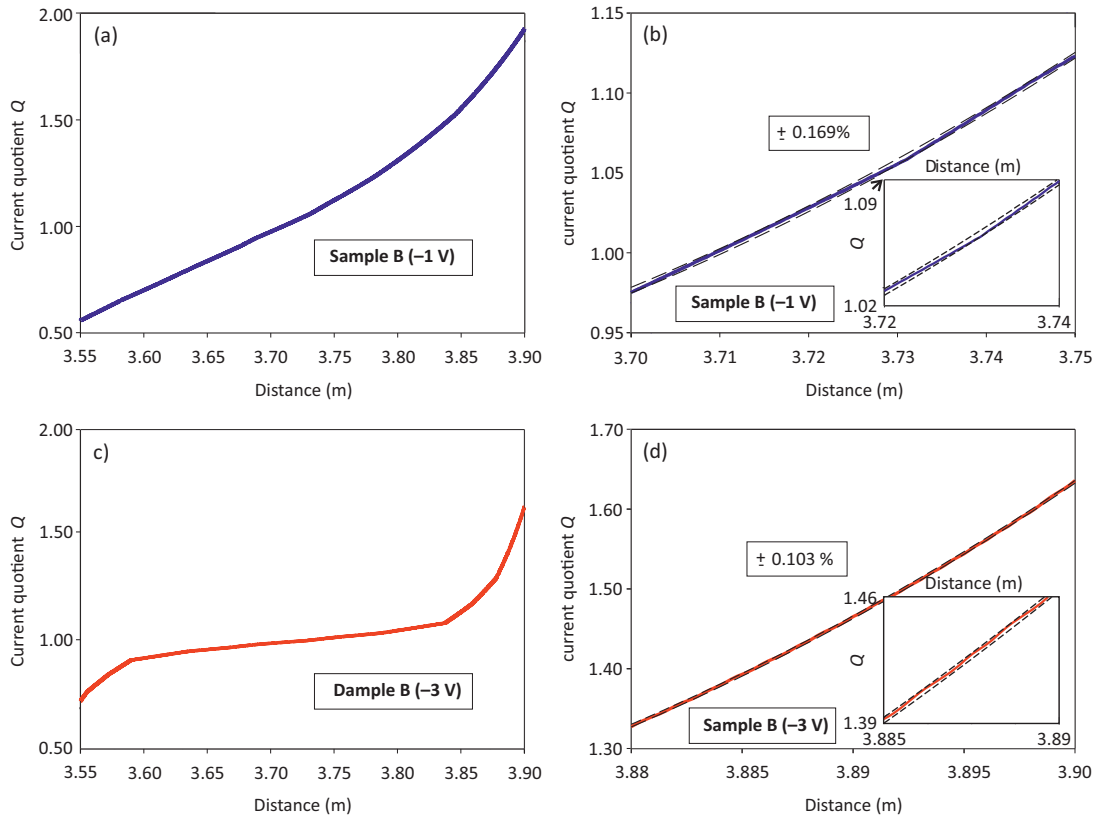 2.00
(a)
1.50
1.00
0.50
Current quotient Q
Sample B (–1 V)
3.55 3.60 3.65 3.70 3.75 3.80 3.85 3.90
Distance (m)
1.15
(b)
1.10
1.05
1.00
0.95
current quotient Q
± 0.169%
Distance (m)
1.09
Q
1.02
3.72 3.74
Sample B (–1 V)
3.70 3.71 3.72 3.73 3.74 3.75
Distance (m)
2.00
c)
1.50
1.00
0.50
Current quotient Q
Dample B (–3 V)
3.55 3.60 3.65 3.70 3.75 3.80 3.85 3.90
Distance (m)
1.70
(d)
1.60
1.50
1.40
1.30
current quotient Q
± 0.103 %
Distance (m)
1.46
Q
1.39
3.885 3.89
Sample B (–3 V)
3.88 3.885 3.89 3.895 3.90
Distance (m)